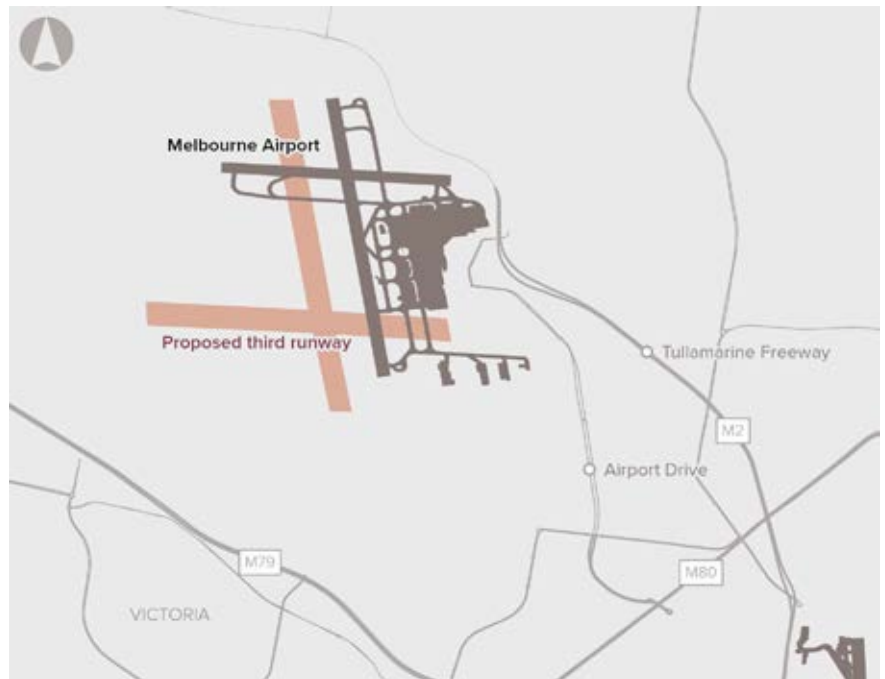 Melbourne Airport
Proposed third runway
Tullamarine Freeway
M2
Airport Drive
M79
M80
VICTORIA